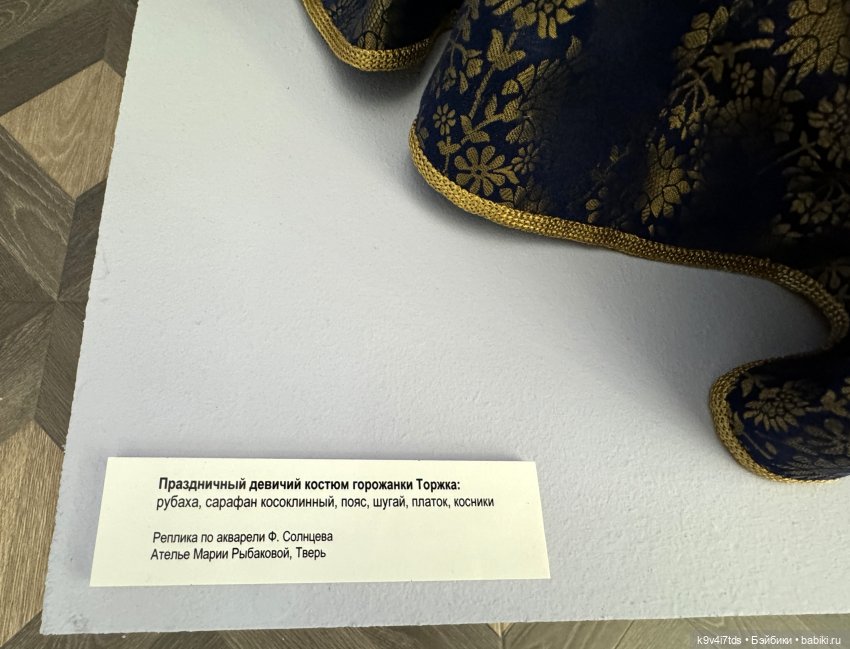 Праздничный девичий костюм горожанки Торжка:
рубаха, сарафан косоклинный, пояс, шугай, платок, косники
Реплика по акварели Ф. Солнцева
Ателье Марии Рыбаковой, Тверь
k9v4i7tds • Бэйбики • babiki.ru